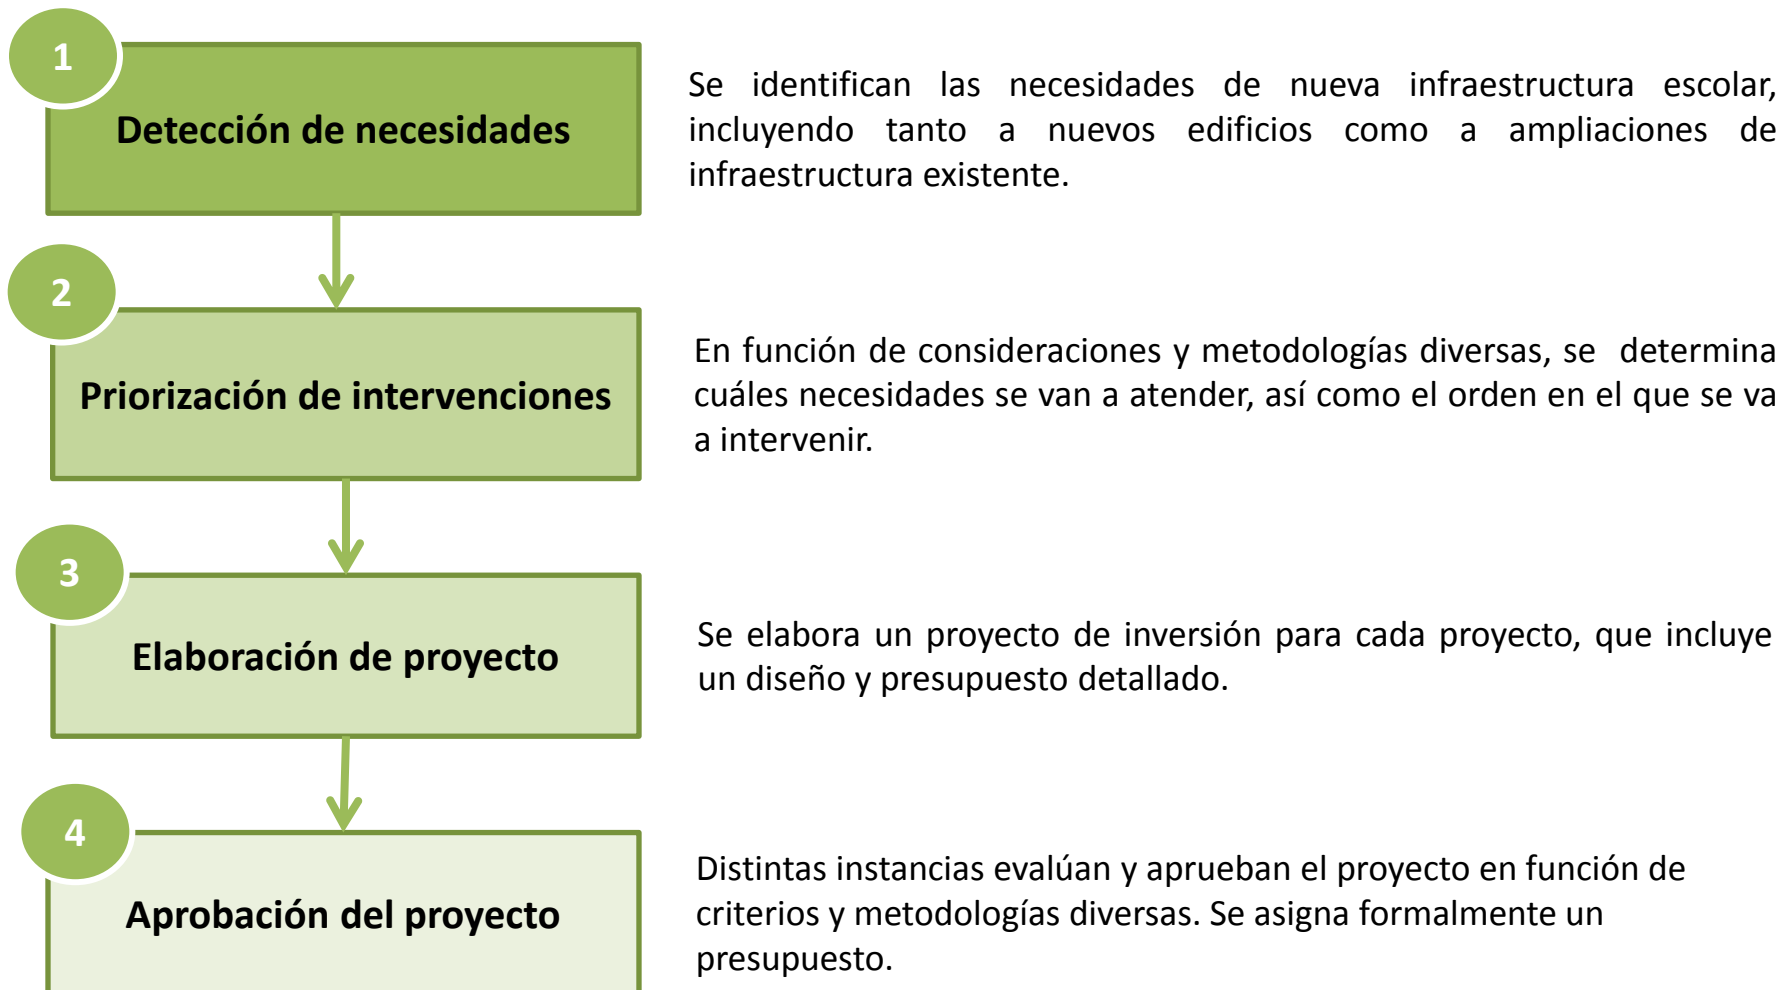 1
Detección de necesidades
Se identifican las necesidades de nueva infraestructura escolar,
incluyendo tanto a nuevos edificios como a ampliaciones de
infraestructura existente.
2
Priorización de intervenciones
En función de consideraciones y metodologías diversas, se determina
cuáles necesidades se van a atender, así como el orden en el que se va
a intervenir.
3
Elaboración de proyecto
Se elabora un proyecto de inversión para cada proyecto, que incluye
un diseño y presupuesto detallado.
4
Aprobación del proyecto
Distintas instancias evalúan y aprueban el proyecto en función de
criterios y metodologías diversas. Se asigna formalmente un
presupuesto.